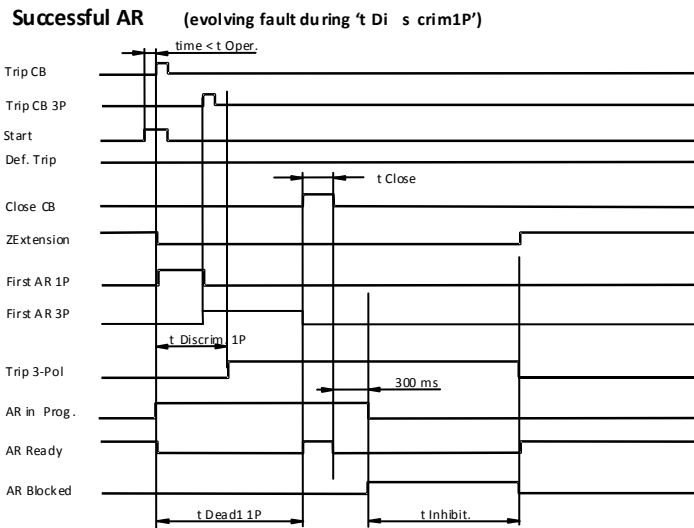 Successful AR (evolving fault during ‘t Di s crim1P’)
time < t Oper.
Trip CB
Trip CB 3P
Start
Def. Trip
t Close
Close CB
ZExtension
First AR 1P
First AR 3P
t Discrim. 1P
Trip 3-Pol
300 ms
AR in Prog.
AR Ready
AR Blocked
t Dead1 1P
t Inhibit.